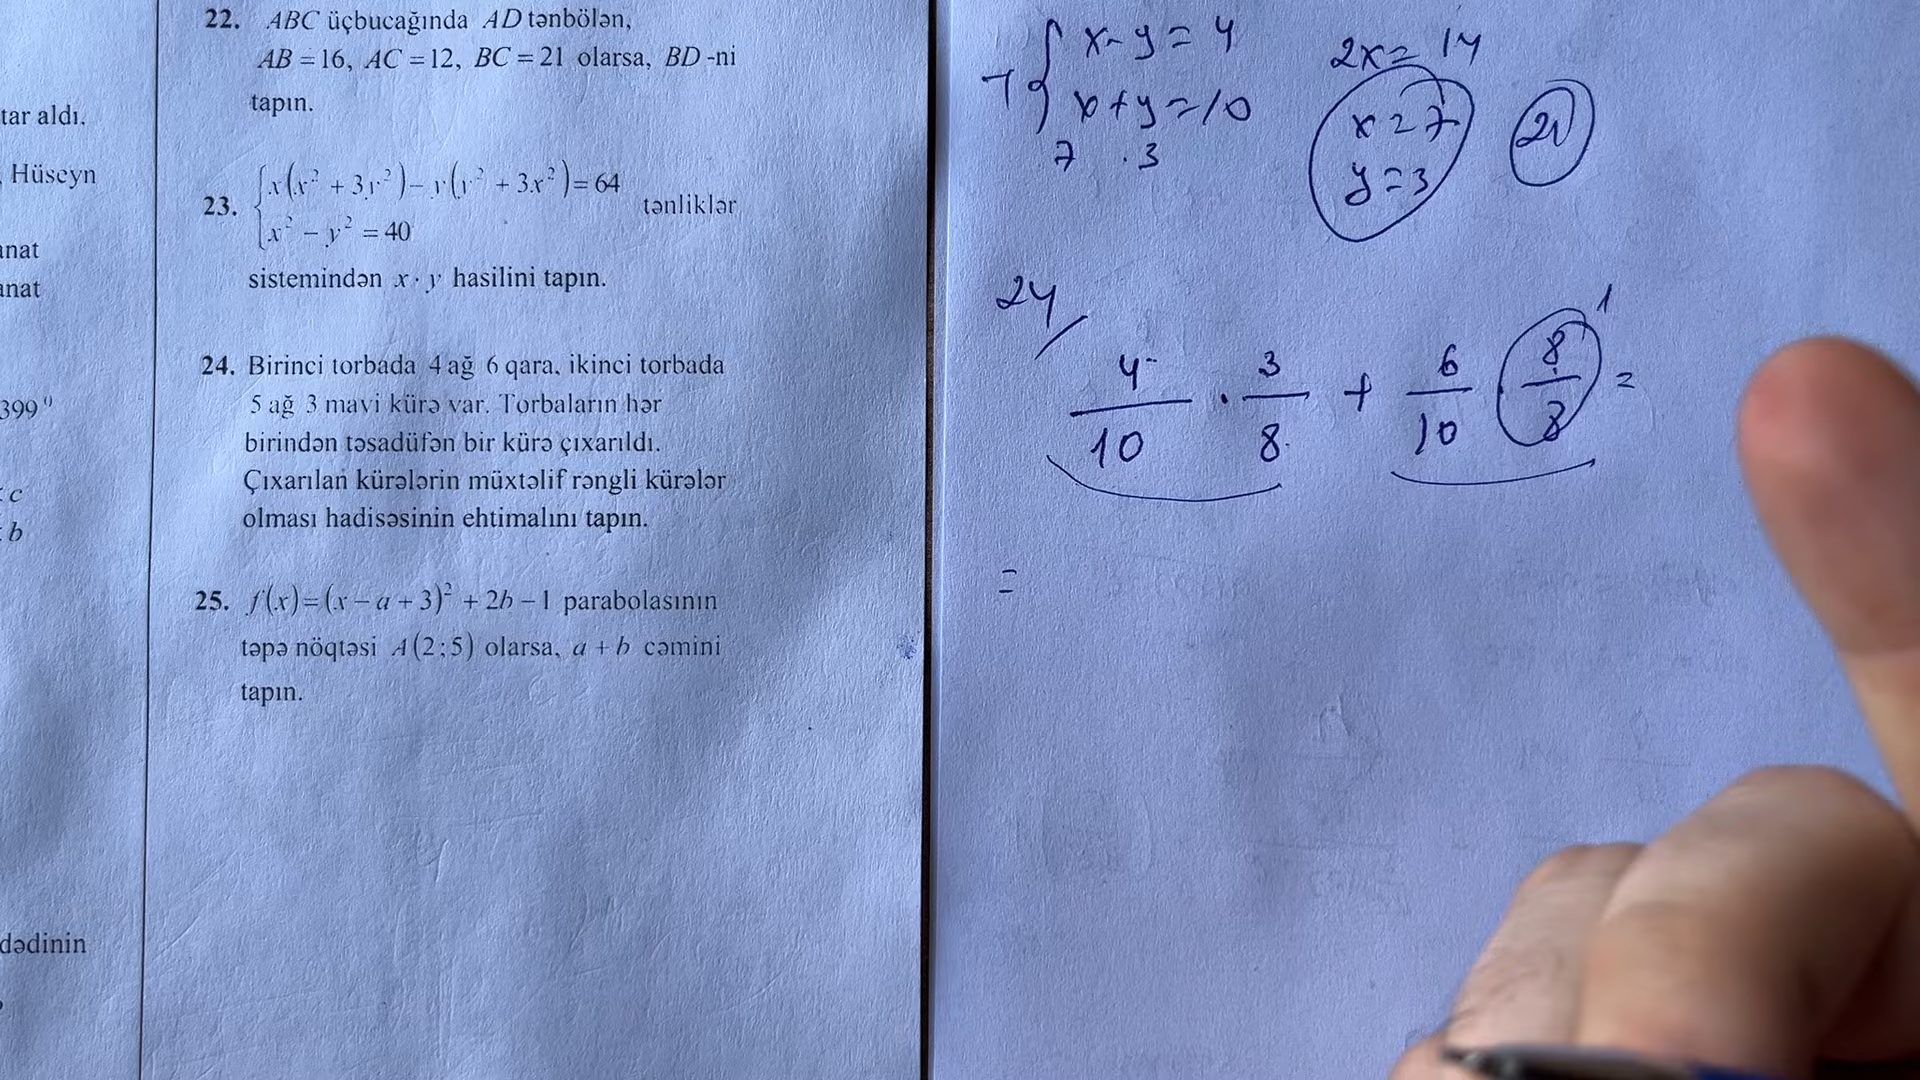 tar aldı.
Hüseyn
anat
anat
399⁰
c
b
dədinin
22. ABC üçbucağında AD tənbölən,
AB = 16, AC = 12, BC = 21 olarsa, BD -ni
tapın.
23. { x(x² + 3y²) − y(y² + 3x²) = 64
x² − y² = 40
tənliklər
sistemindən x · y hasilini tapın.
24. Birinci torbada 4 ağ 6 qara, ikinci torbada
5 ağ 3 mavi kürə var. Torbaların hər
birindən təsadüfən bir kürə çıxarıldı.
Çıxarılan kürələrin müxtəlif rəngli kürələr
olması hadisəsinin ehtimalını tapın.
25. f(x) = (x − a + 3)² + 2b − 1 parabolasının
təpə nöqtəsi A(2;5) olarsa, a + b cəmini
tapın.
x - y = 4
x + y = 10
7 · 3
2x = 14
x = 7
y = 3
21
24/
4/10 · 3/8 + 6/10 · 8/8 =
1
=